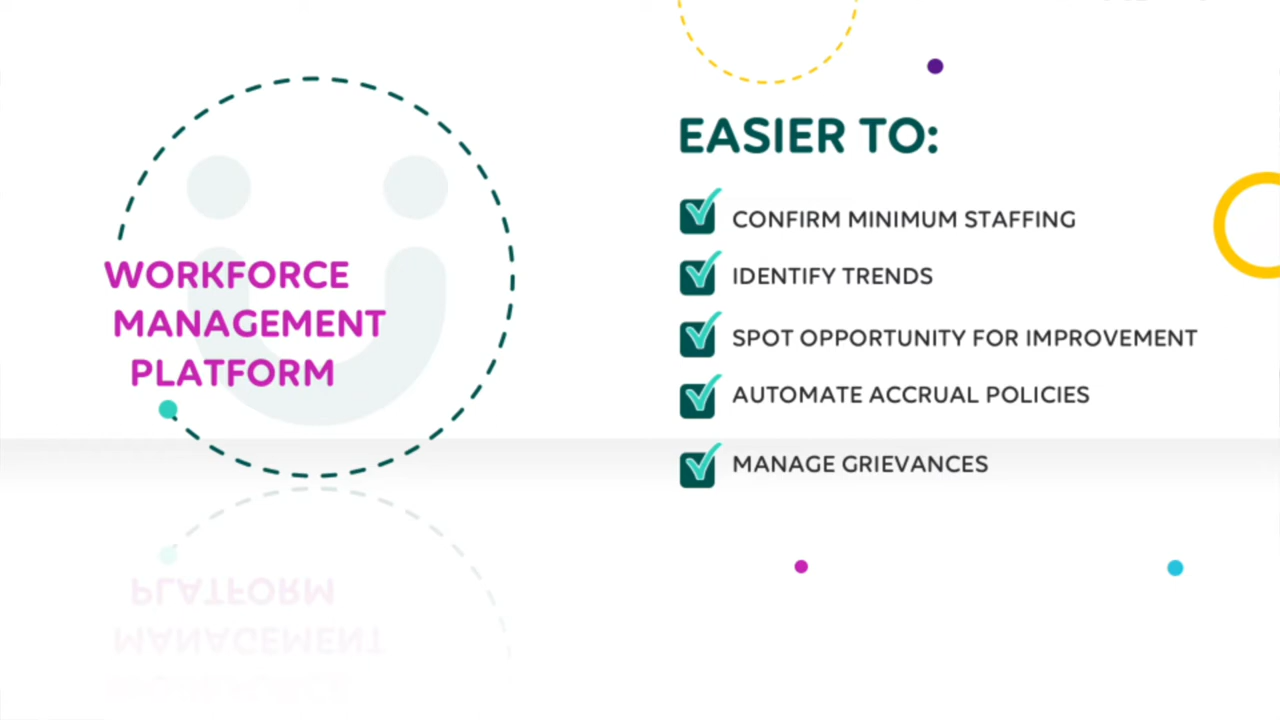 WORKFORCE
MANAGEMENT
PLATFORM
EASIER TO:
CONFIRM MINIMUM STAFFING
IDENTIFY TRENDS
SPOT OPPORTUNITY FOR IMPROVEMENT
AUTOMATE ACCRUAL POLICIES
MANAGE GRIEVANCES